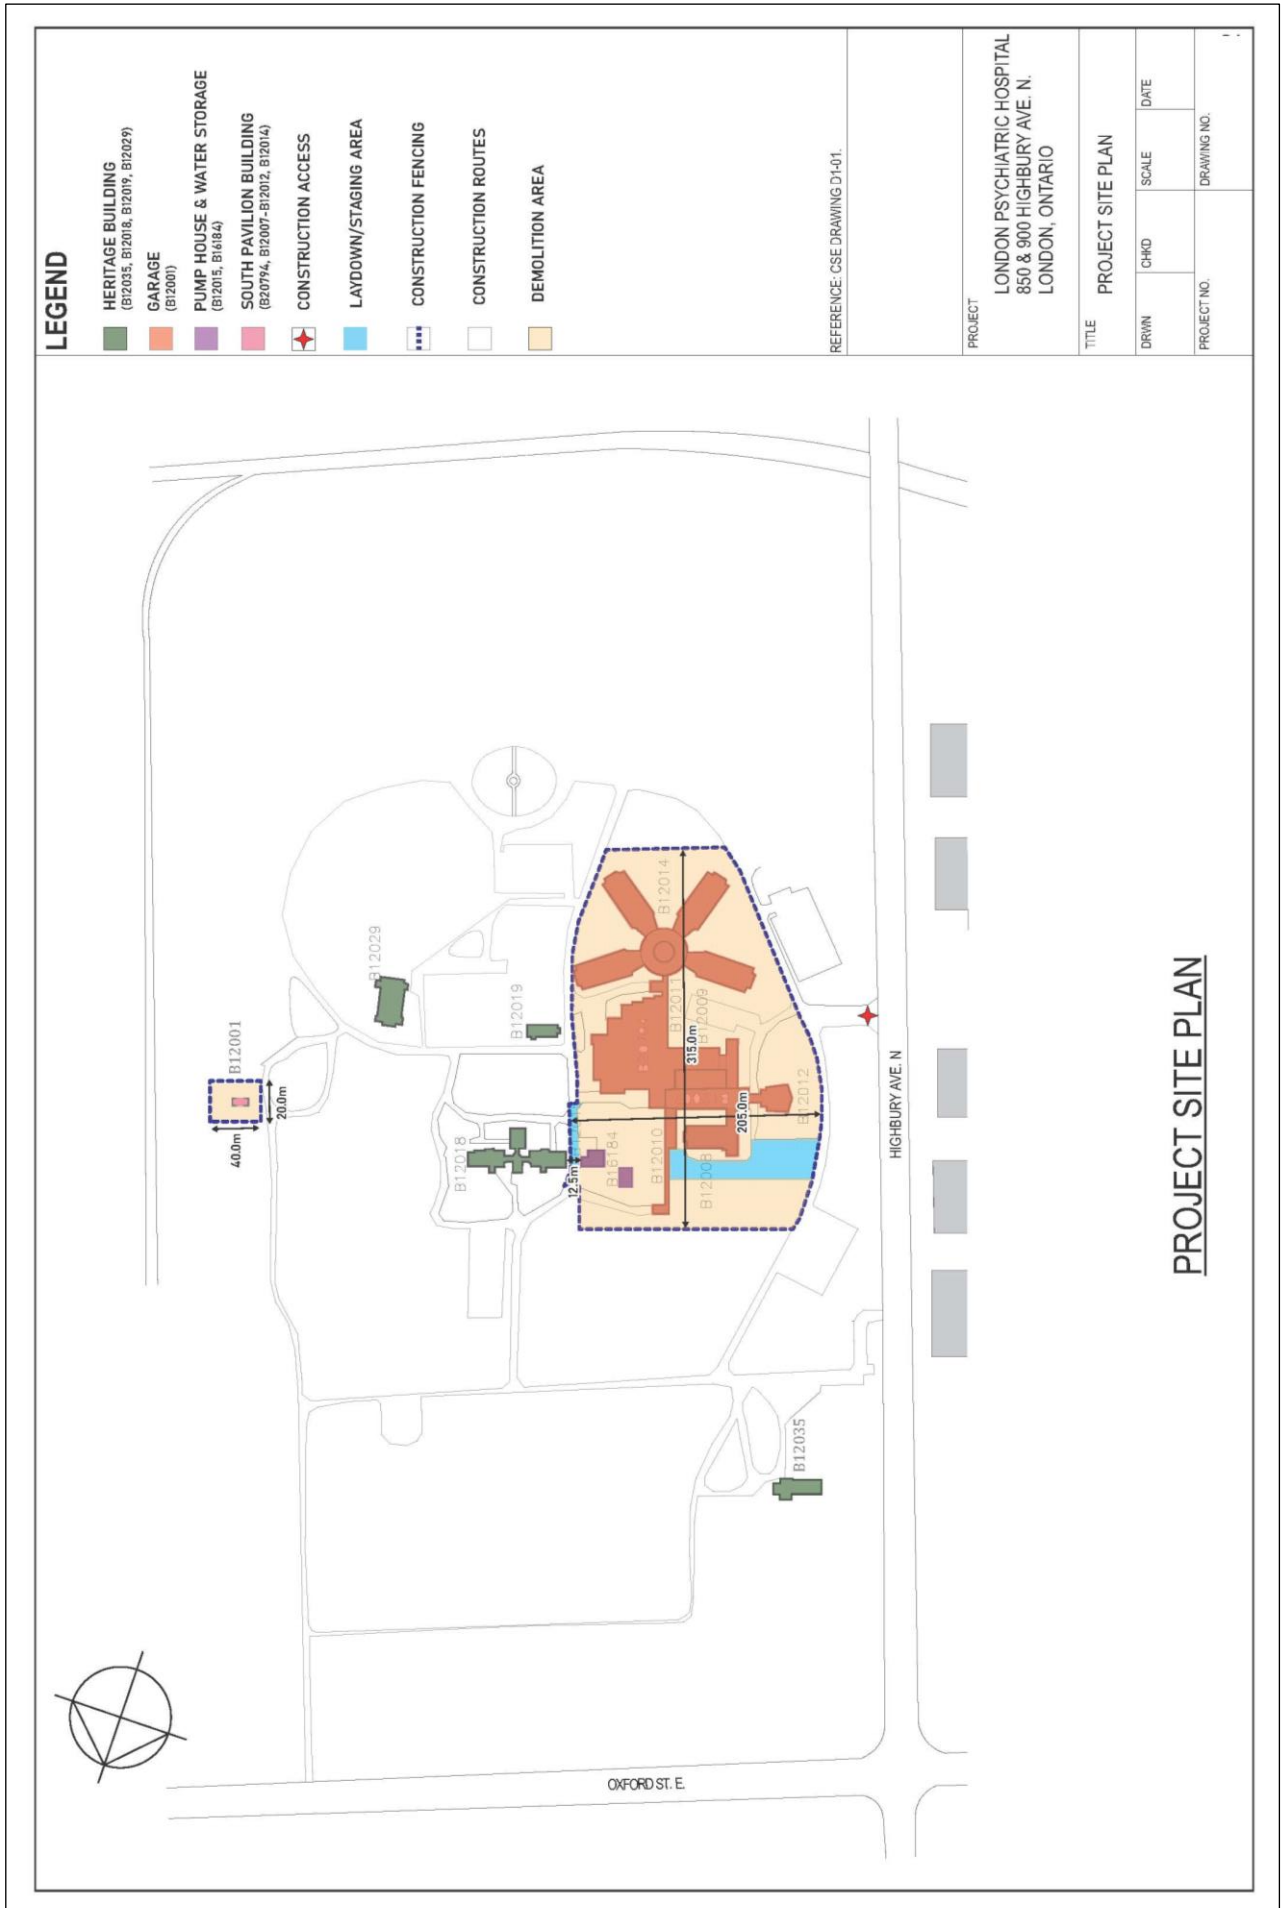 LEGEND
HERITAGE BUILDING
(B12035, B12018, B12019, B12029)
GARAGE
(B12001)
PUMP HOUSE & WATER STORAGE
(B12015, B16184)
SOUTH PAVILION BUILDING
(B20794, B12007-B12012, B12014)
CONSTRUCTION ACCESS
LAYDOWN/STAGING AREA
CONSTRUCTION FENCING
CONSTRUCTION ROUTES
DEMOLITION AREA
REFERENCE: CSE DRAWING D1-01.
PROJECT
LONDON PSYCHIATRIC HOSPITAL
850 & 900 HIGHBURY AVE. N.
LONDON, ONTARIO
TITLE
PROJECT SITE PLAN
DRWN
CHKD
SCALE
DATE
PROJECT NO.
DRAWING NO.
B12001
40.0m
20.0m
B12029
B12019
B12018
12.5m
B16184
B12010
B12008
B12011
B12009
B12014
B12012
315.0m
205.0m
B12035
HIGHBURY AVE. N
OXFORD ST. E.
PROJECT SITE PLAN